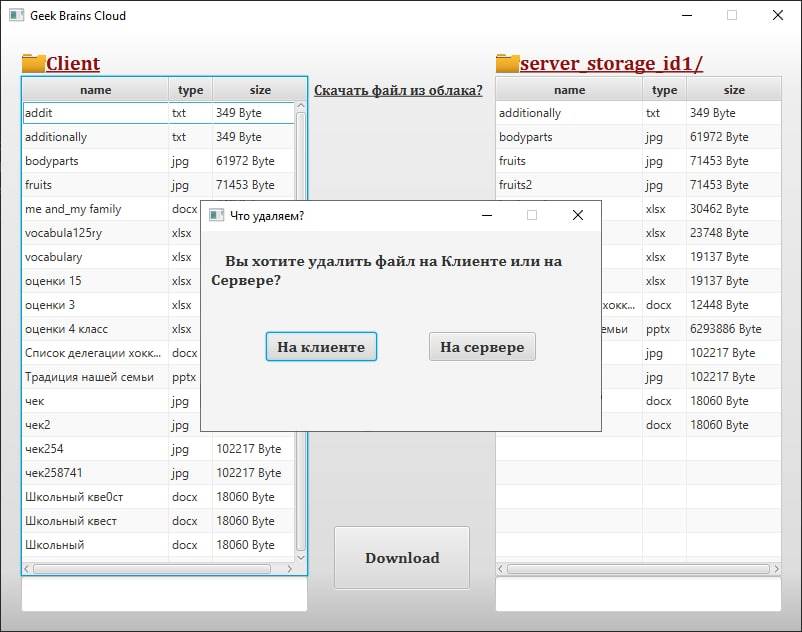 Geek Brains Cloud
Client
server_storage_id1/
name type size
Скачать файл из облака?
name type size
addit txt 349 Byte
additionally txt 349 Byte
additionally txt 349 Byte
bodyparts jpg 61972 Byte
bodyparts jpg 61972 Byte
fruits jpg 71453 Byte
fruits jpg 71453 Byte
fruits2 jpg 71453 Byte
me and_my family docx
xlsx 30462 Byte
vocabula125ry xlsx
xlsx 23748 Byte
vocabulary xlsx
xlsx 19137 Byte
оценки 15 xlsx
xlsx 19137 Byte
оценки 3 xlsx
хокк... docx 12448 Byte
оценки 4 класс xlsx
емьи pptx 6293886 Byte
Список делегации хокк... docx
jpg 102217 Byte
Традиция нашей семьи pptx
jpg 102217 Byte
чек jpg
docx 18060 Byte
чек2 jpg
docx 18060 Byte
чек254 jpg 102217 Byte
чек258741 jpg 102217 Byte
Школьный кве0ст docx 18060 Byte
Школьный квест docx 18060 Byte
Школьный docx 18060 Byte
Что удаляем?
Вы хотите удалить файл на Клиенте или на
Сервере?
На клиенте
На сервере
Download